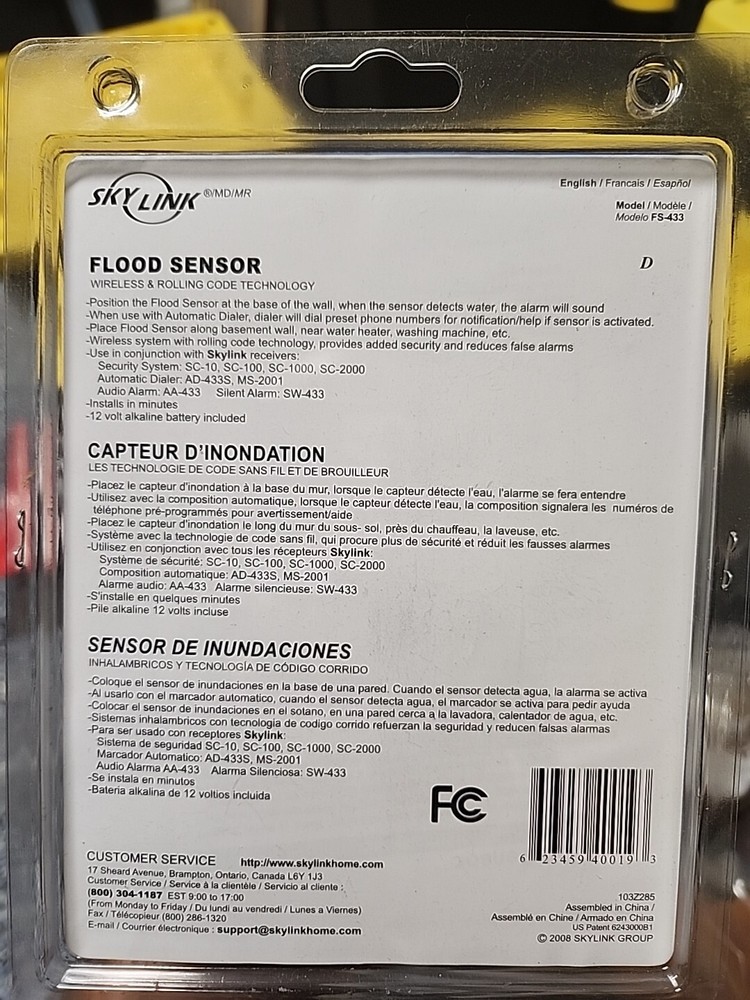 SKYLINK ®/MD/MR
English / Francais / Esapñol
Model / Modèle /
Modelo FS-433
D
FLOOD SENSOR
WIRELESS & ROLLING CODE TECHNOLOGY
-Position the Flood Sensor at the base of the wall, when the sensor detects water, the alarm will sound
-When use with Automatic Dialer, dialer will dial preset phone numbers for notification/help if sensor is activated.
-Place Flood Sensor along basement wall, near water heater, washing machine, etc.
-Wireless system with rolling code technology, provides added security and reduces false alarms
-Use in conjunction with Skylink receivers:
Security System: SC-10, SC-100, SC-1000, SC-2000
Automatic Dialer: AD-433S, MS-2001
Audio Alarm: AA-433 Silent Alarm: SW-433
-Installs in minutes
-12 volt alkaline battery included
CAPTEUR D'INONDATION
LES TECHNOLOGIE DE CODE SANS FIL ET DE BROUILLEUR
-Placez le capteur d'inondation à la base du mur, lorsque le capteur détecte l'eau, l'alarme se fera entendre
-Utilisez avec la composition automatique, lorsque le capteur détecte l'eau, la composition signalera les numéros de
téléphone pré-programmés pour avertissement/aide
-Placez le capteur d'inondation le long du mur du sous- sol, près du chauffeau, la laveuse, etc.
-Système avec la technologie de code sans fil, qui procure plus de sécurité et réduit les fausses alarmes
-Utilisez en conjonction avec tous les récepteurs Skylink:
Système de sécurité: SC-10, SC-100, SC-1000, SC-2000
Composition automatique: AD-433S, MS-2001
Alarme audio: AA-433 Alarme silencieuse: SW-433
-S'installe en quelques minutes
-Pile alkaline 12 volts incluse
SENSOR DE INUNDACIONES
INHALAMBRICOS Y TECNOLOGÍA DE CÓDIGO CORRIDO
-Coloque el sensor de inundaciones en la base de una pared. Cuando el sensor detecta agua, la alarma se activa
-Al usarlo con el marcador automatico, cuando el sensor detecta agua, el marcador se activa para pedir ayuda
-Colocar el sensor de inundaciones en el sotano, en una pared cerca a la lavadora, calentador de agua, etc.
-Sistemas inhalambricos con tecnologia de codigo corrido refuerzan la seguridad y reducen falsas alarmas
-Para ser usado con receptores Skylink:
Sistema de seguridad SC-10, SC-100, SC-1000, SC-2000
Marcador Automatico: AD-433S, MS-2001
Audio Alarma AA-433 Alarma Silenciosa: SW-433
-Se instala en minutos
-Bateria alkalina de 12 voltios incluida
FC
6 23459 40019 3
CUSTOMER SERVICE http://www.skylinkhome.com
17 Sheard Avenue, Brampton, Ontario, Canada L6Y 1J3
Customer Service / Service à la clientèle / Servicio al cliente :
(800) 304-1187 EST 9:00 to 17:00
(From Monday to Friday / Du lundi au vendredi / Lunes a Viernes)
Fax / Télécopieur (800) 286-1320
E-mail / Courrier électronique : support@skylinkhome.com
103Z285
Assembled in China /
Assemblé en Chine / Armado en China
US Patent 6243000B1
© 2008 SKYLINK GROUP